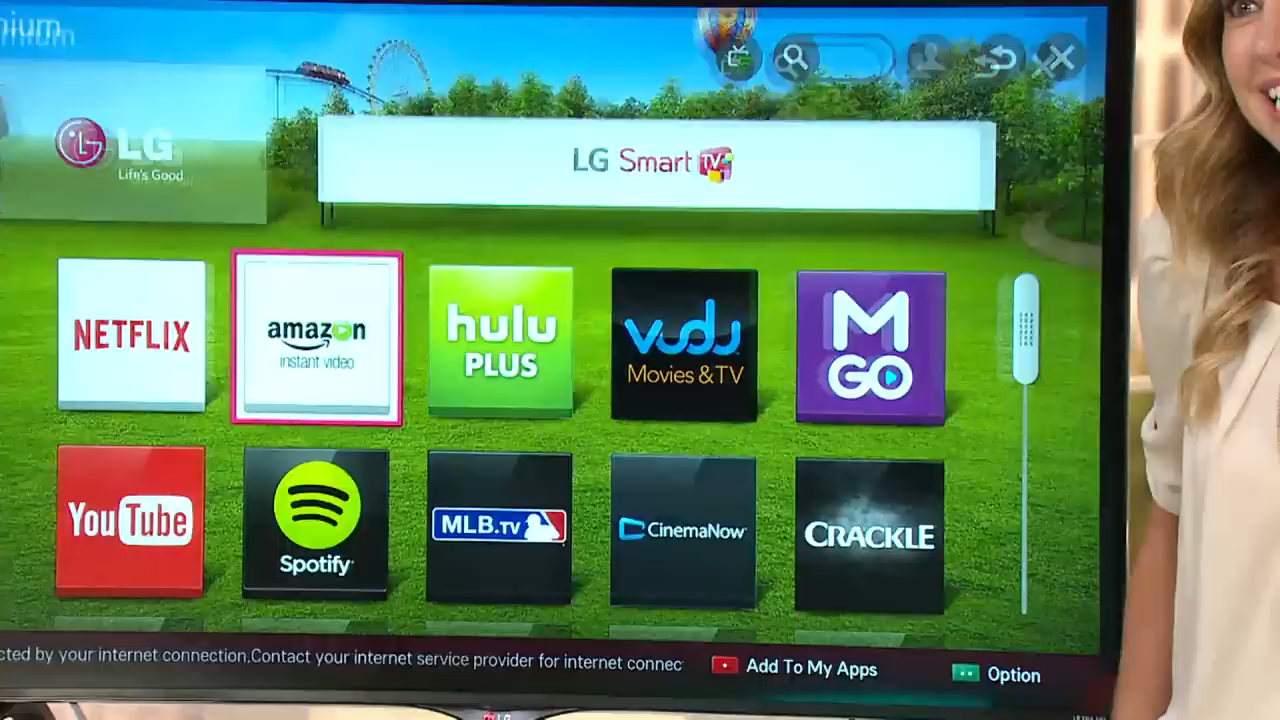 mium
LG
Life's Good
LG Smart TV
NETFLIX
amazon
instant video
hulu
PLUS
vudu
Movies & TV
M
GO
YouTube
Spotify
MLB.TV
CinemaNow
CRACKLE
cted by your internet connection.Contact your internet service provider for internet connec
Add To My Apps
Option
LG